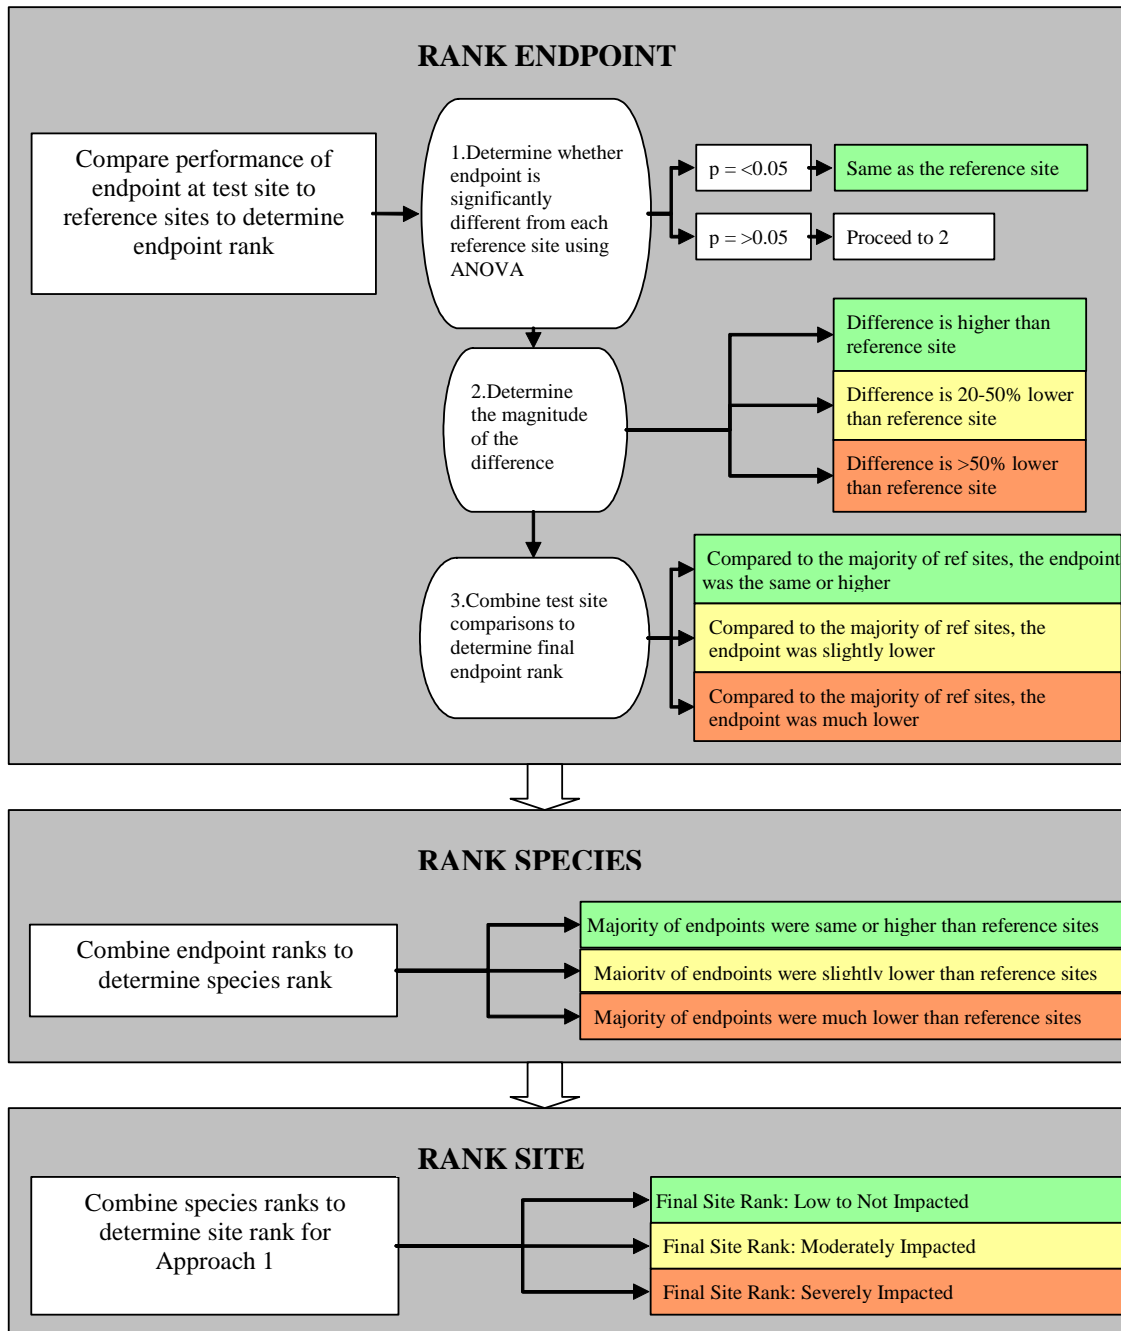 RANK ENDPOINT
Compare performance of
endpoint at test site to
reference sites to determine
endpoint rank
1.Determine whether
endpoint is
significantly
different from each
reference site using
ANOVA
p = <0.05
Same as the reference site
p = >0.05
Proceed to 2
2.Determine
the magnitude
of the
difference
Difference is higher than
reference site
Difference is 20-50% lower
than reference site
Difference is >50% lower
than reference site
3.Combine test site
comparisons to
determine final
endpoint rank
Compared to the majority of ref sites, the endpoint
was the same or higher
Compared to the majority of ref sites, the
endpoint was slightly lower
Compared to the majority of ref sites, the
endpoint was much lower
RANK SPECIES
Combine endpoint ranks to
determine species rank
Majority of endpoints were same or higher than reference sites
Majority of endpoints were slightly lower than reference sites
Majority of endpoints were much lower than reference sites
RANK SITE
Combine species ranks to
determine site rank for
Approach 1
Final Site Rank: Low to Not Impacted
Final Site Rank: Moderately Impacted
Final Site Rank: Severely Impacted